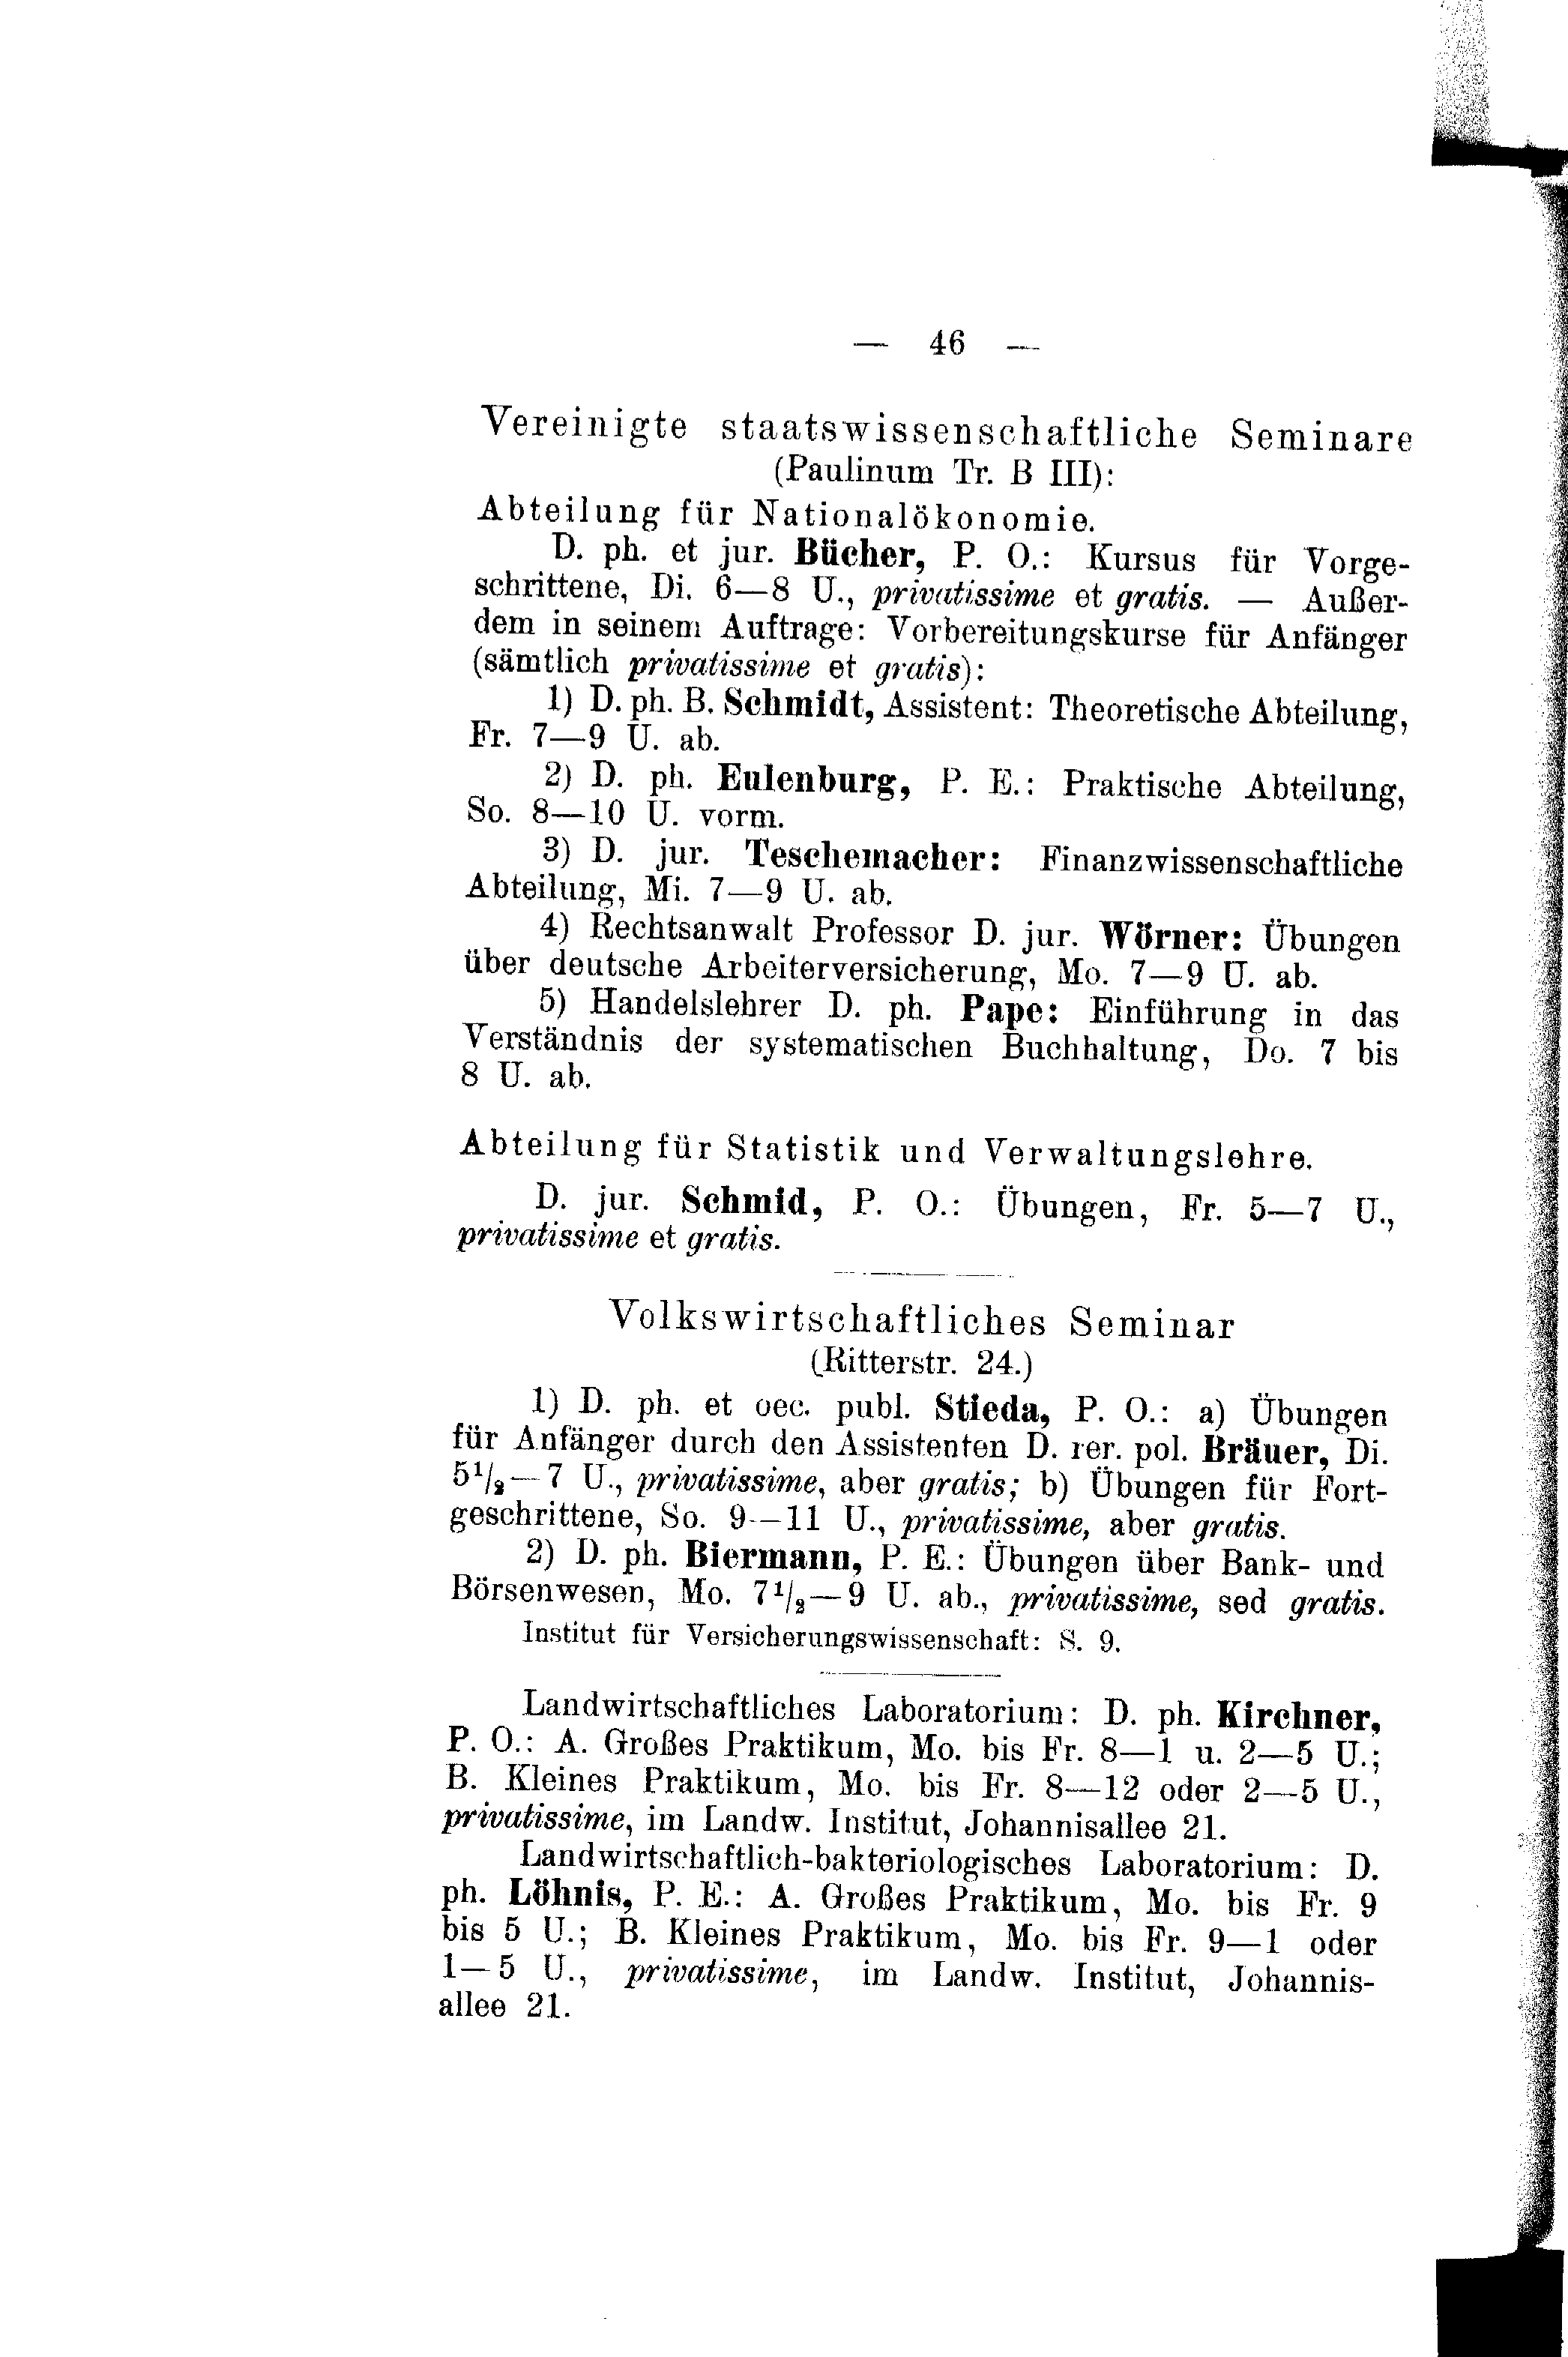 — 46 —
Vereinigte staatswissenschaftliche Seminare
(Paulinum Tr. B III):
Abteilung für Nationalökonomie.
D. ph. et jur. Bücher, P. O.: Kursus für Vorge-
schrittene, Di. 6—8 U., privatissime et gratis. — Außer-
dem in seinem Auftrage: Vorbereitungskurse für Anfänger
(sämtlich privatissime et gratis):
1) D. ph. B. Schmidt, Assistent: Theoretische Abteilung,
Fr. 7—9 U. ab.
2) D. ph. Eulenburg, P. E.: Praktische Abteilung,
So. 8—10 U. vorm.
3) D. jur. Teschemacher: Finanzwissenschaftliche
Abteilung, Mi. 7—9 U. ab.
4) Rechtsanwalt Professor D. jur. Wörner: Übungen
über deutsche Arbeiterversicherung, Mo. 7—9 U. ab.
5) Handelslehrer D. ph. Pape: Einführung in das
Verständnis der systematischen Buchhaltung, Do. 7 bis
8 U. ab.
Abteilung für Statistik und Verwaltungslehre.
D. jur. Schmid, P. O.: Übungen, Fr. 5—7 U.,
privatissime et gratis.
Volkswirtschaftliches Seminar
(Ritterstr. 24.)
1) D. ph. et oec. publ. Stieda, P. O.: a) Übungen
für Anfänger durch den Assistenten D. rer. pol. Bräuer, Di.
5¹/₂—7 U., privatissime, aber gratis; b) Übungen für Fort-
geschrittene, So. 9—11 U., privatissime, aber gratis.
2) D. ph. Biermann, P. E.: Übungen über Bank- und
Börsenwesen, Mo. 7¹/₂—9 U. ab., privatissime, sed gratis.
Institut für Versicherungswissenschaft: S. 9.
Landwirtschaftliches Laboratorium: D. ph. Kirchner,
P. O.: A. Großes Praktikum, Mo. bis Fr. 8—1 u. 2—5 U.;
B. Kleines Praktikum, Mo. bis Fr. 8—12 oder 2—5 U.,
privatissime, im Landw. Institut, Johannisallee 21.
Landwirtschaftlich-bakteriologisches Laboratorium: D.
ph. Löhnis, P. E.: A. Großes Praktikum, Mo. bis Fr. 9
bis 5 U.; B. Kleines Praktikum, Mo. bis Fr. 9—1 oder
1—5 U., privatissime, im Landw. Institut, Johannis-
allee 21.